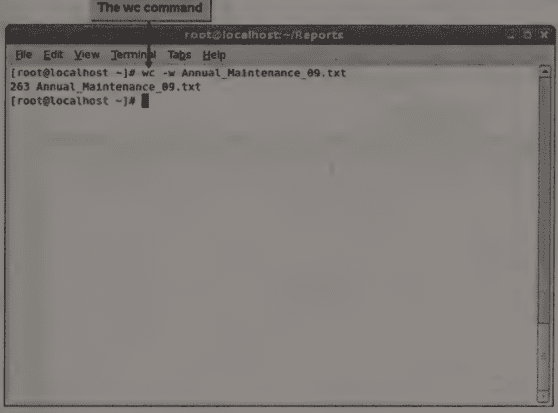 The wc command
root@localhost:~/Reports
File Edit View Terminal Tabs Help
[root@localhost ~]# wc -w Annual_Maintenance_09.txt
263 Annual_Maintenance_09.txt
[root@localhost ~]#